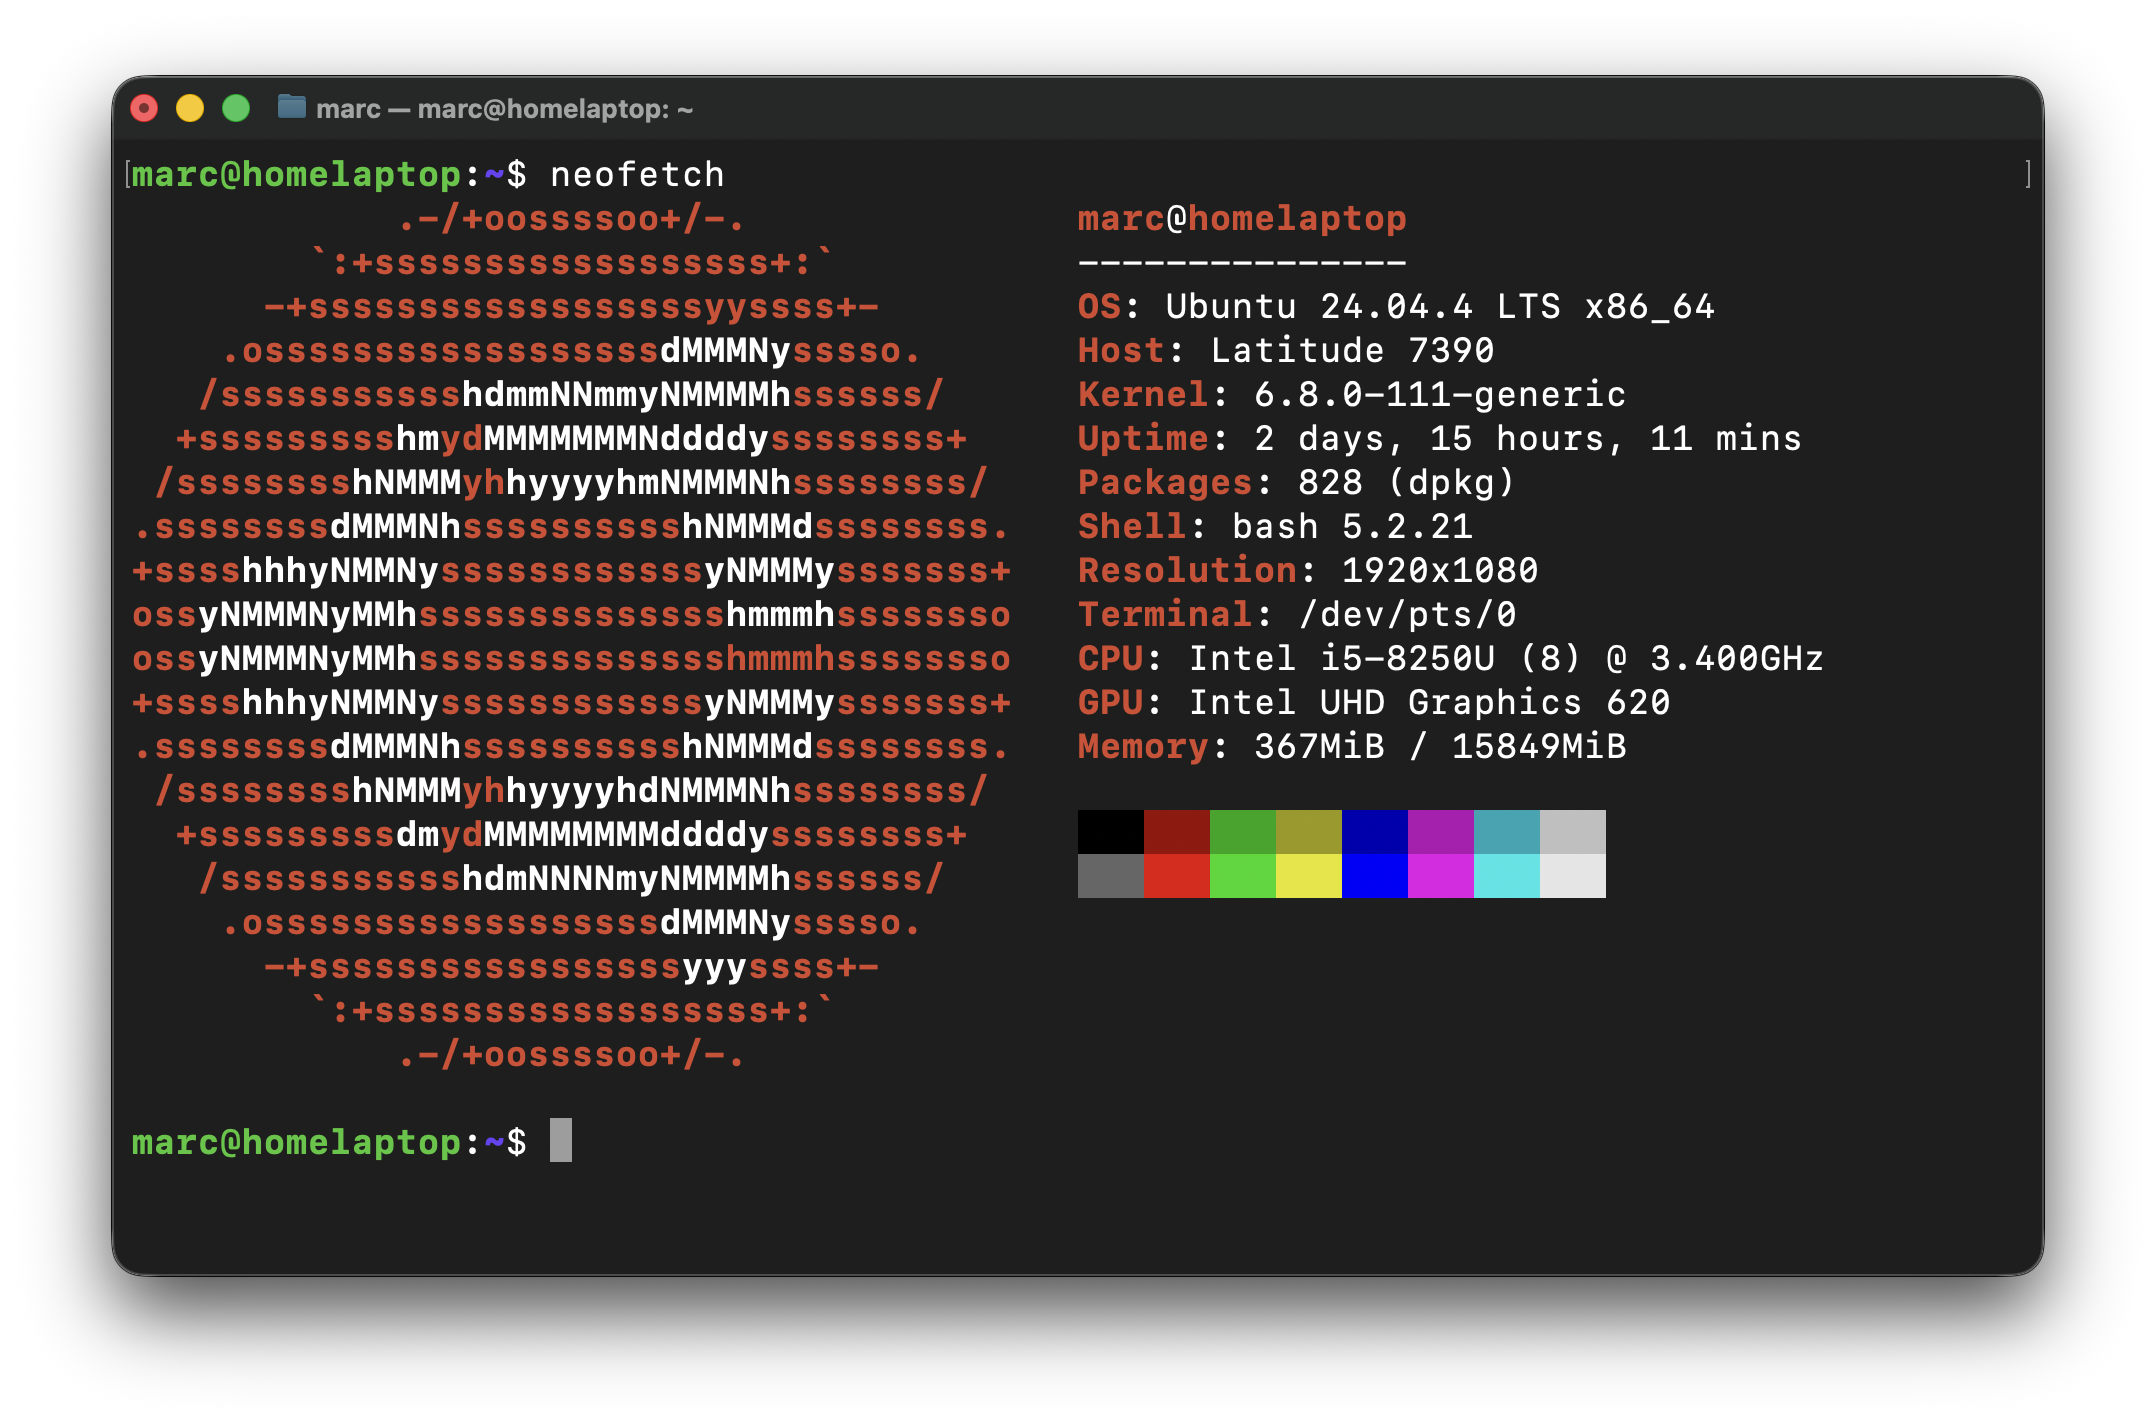 marc — marc@homelaptop: ~
[marc@homelaptop:~$ neofetch ]
.-/+oossssoo+/-. marc@homelaptop
`:+ssssssssssssssssss+:` ---------------
-+ssssssssssssssssssyyssss+- OS: Ubuntu 24.04.4 LTS x86_64
.ossssssssssssssssssdMMMNysssso. Host: Latitude 7390
/ssssssssssshdmmNNmmyNMMMMhssssss/ Kernel: 6.8.0-111-generic
+ssssssssshmydMMMMMMMNddddyssssssss+ Uptime: 2 days, 15 hours, 11 mins
/sssssssshNMMMyhhyyyyhmNMMMNhssssssss/ Packages: 828 (dpkg)
.ssssssssdMMMNhsssssssssshNMMMdssssssss. Shell: bash 5.2.21
+sssshhhyNMMNyssssssssssssyNMMMysssssss+ Resolution: 1920x1080
ossyNMMMNyMMhsssssssssssssshmmmhssssssso Terminal: /dev/pts/0
ossyNMMMNyMMhsssssssssssssshmmmhssssssso CPU: Intel i5-8250U (8) @ 3.400GHz
+sssshhhyNMMNyssssssssssssyNMMMysssssss+ GPU: Intel UHD Graphics 620
.ssssssssdMMMNhsssssssssshNMMMdssssssss. Memory: 367MiB / 15849MiB
/sssssssshNMMMyhhyyyyhdNMMMNhssssssss/
+sssssssssdmydMMMMMMMMddddyssssssss+
/ssssssssssshdmNNNNmyNMMMMhssssss/
.ossssssssssssssssssdMMMNysssso.
-+sssssssssssssssssyyyssss+-
`:+ssssssssssssssssss+:`
.-/+oossssoo+/-.
marc@homelaptop:~$